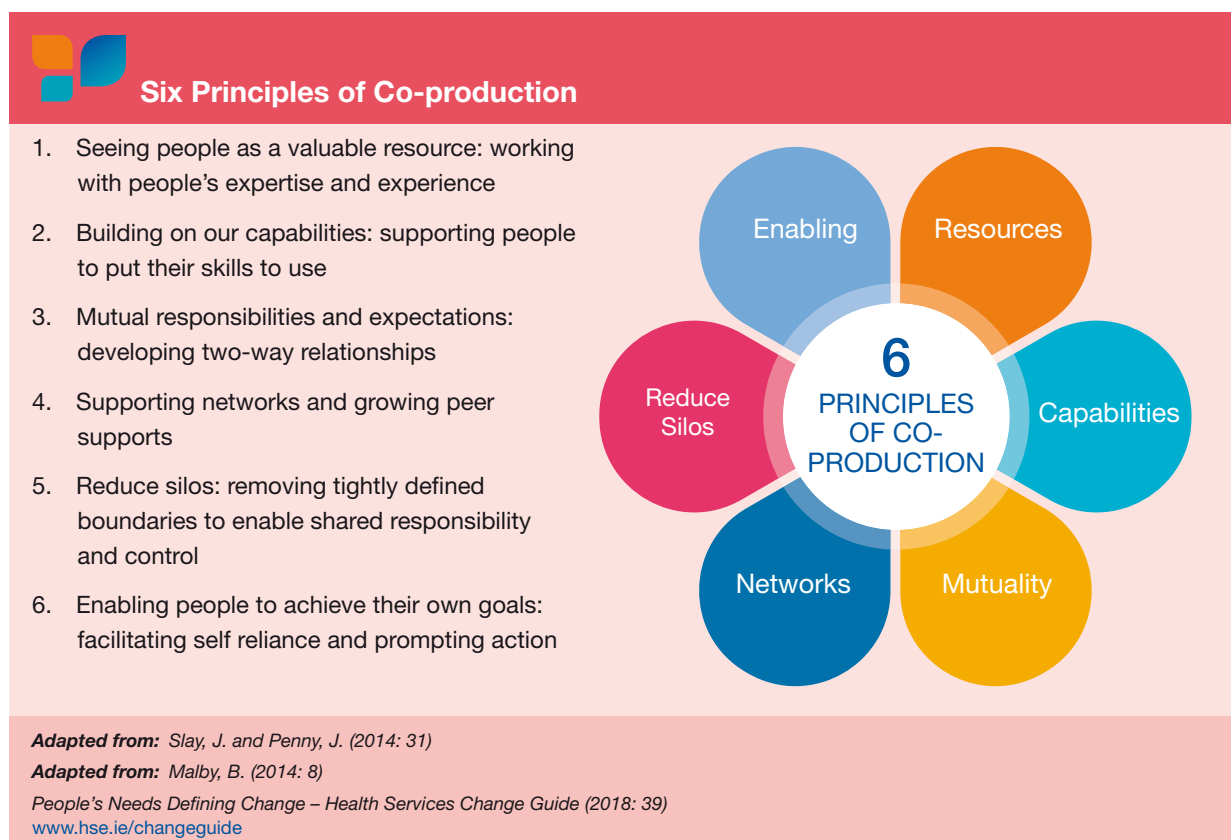 Six Principles of Co-production
1. Seeing people as a valuable resource: working
with people's expertise and experience
2. Building on our capabilities: supporting people
to put their skills to use
3. Mutual responsibilities and expectations:
developing two-way relationships
4. Supporting networks and growing peer
supports
5. Reduce silos: removing tightly defined
boundaries to enable shared responsibility
and control
6. Enabling people to achieve their own goals:
facilitating self reliance and prompting action
Enabling
Resources
Reduce
Silos
6
PRINCIPLES
OF CO-
PRODUCTION
Capabilities
Networks
Mutuality
Adapted from: Slay, J. and Penny, J. (2014: 31)
Adapted from: Malby, B. (2014: 8)
People's Needs Defining Change – Health Services Change Guide (2018: 39)
www.hse.ie/changeguide